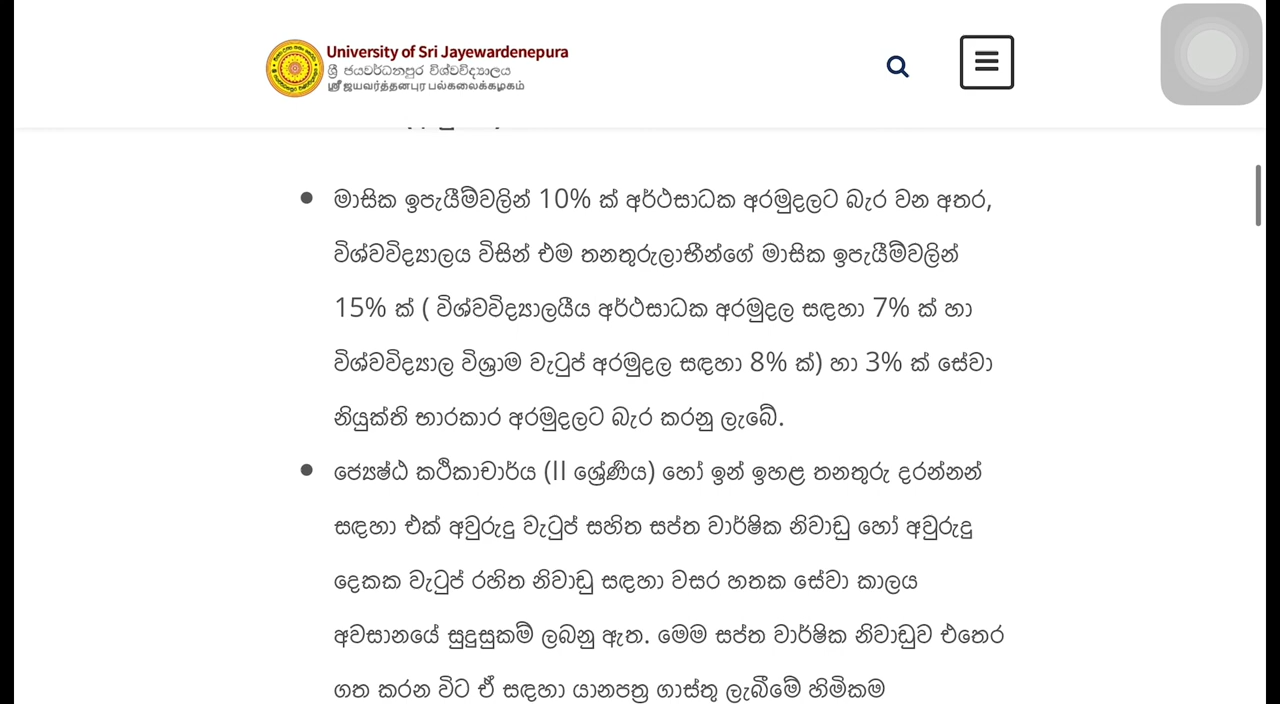 University of Sri Jayewardenepura
ශ්‍රී ජයවර්ධනපුර විශ්වවිද්‍යාලය
ஸ்ரீ ஜயவர்த்தனபுர பல்கலைக்கழகம்
මාසික ඉපැයීම්වලින් 10% ක් අර්ථසාධක අරමුදලට බැර වන අතර,
විශ්වවිද්‍යාලය විසින් එම තනතුරුලාභීන්ගේ මාසික ඉපැයීම්වලින්
15% ක් ( විශ්වවිද්‍යාලයීය අර්ථසාධක අරමුදල සඳහා 7% ක් හා
විශ්වවිද්‍යාල විශ්‍රාම වැටුප් අරමුදල සඳහා 8% ක්) හා 3% ක් සේවා
නියුක්ති භාරකාර අරමුදලට බැර කරනු ලැබේ.
ජ්‍යෙෂ්ඨ කථිකාචාර්ය (II ශ්‍රේණිය) හෝ ඉන් ඉහළ තනතුරු දරන්නන්
සඳහා එක් අවුරුදු වැටුප් සහිත සප්ත වාර්ෂික නිවාඩු හෝ අවුරුදු
දෙකක වැටුප් රහිත නිවාඩු සඳහා වසර හතක සේවා කාලය
අවසානයේ සුදුසුකම් ලබනු ඇත. මෙම සප්ත වාර්ෂික නිවාඩුව එතෙර
ගත කරන විට ඒ සඳහා යානපත්‍ර ගාස්තු ලැබීමේ හිමිකම